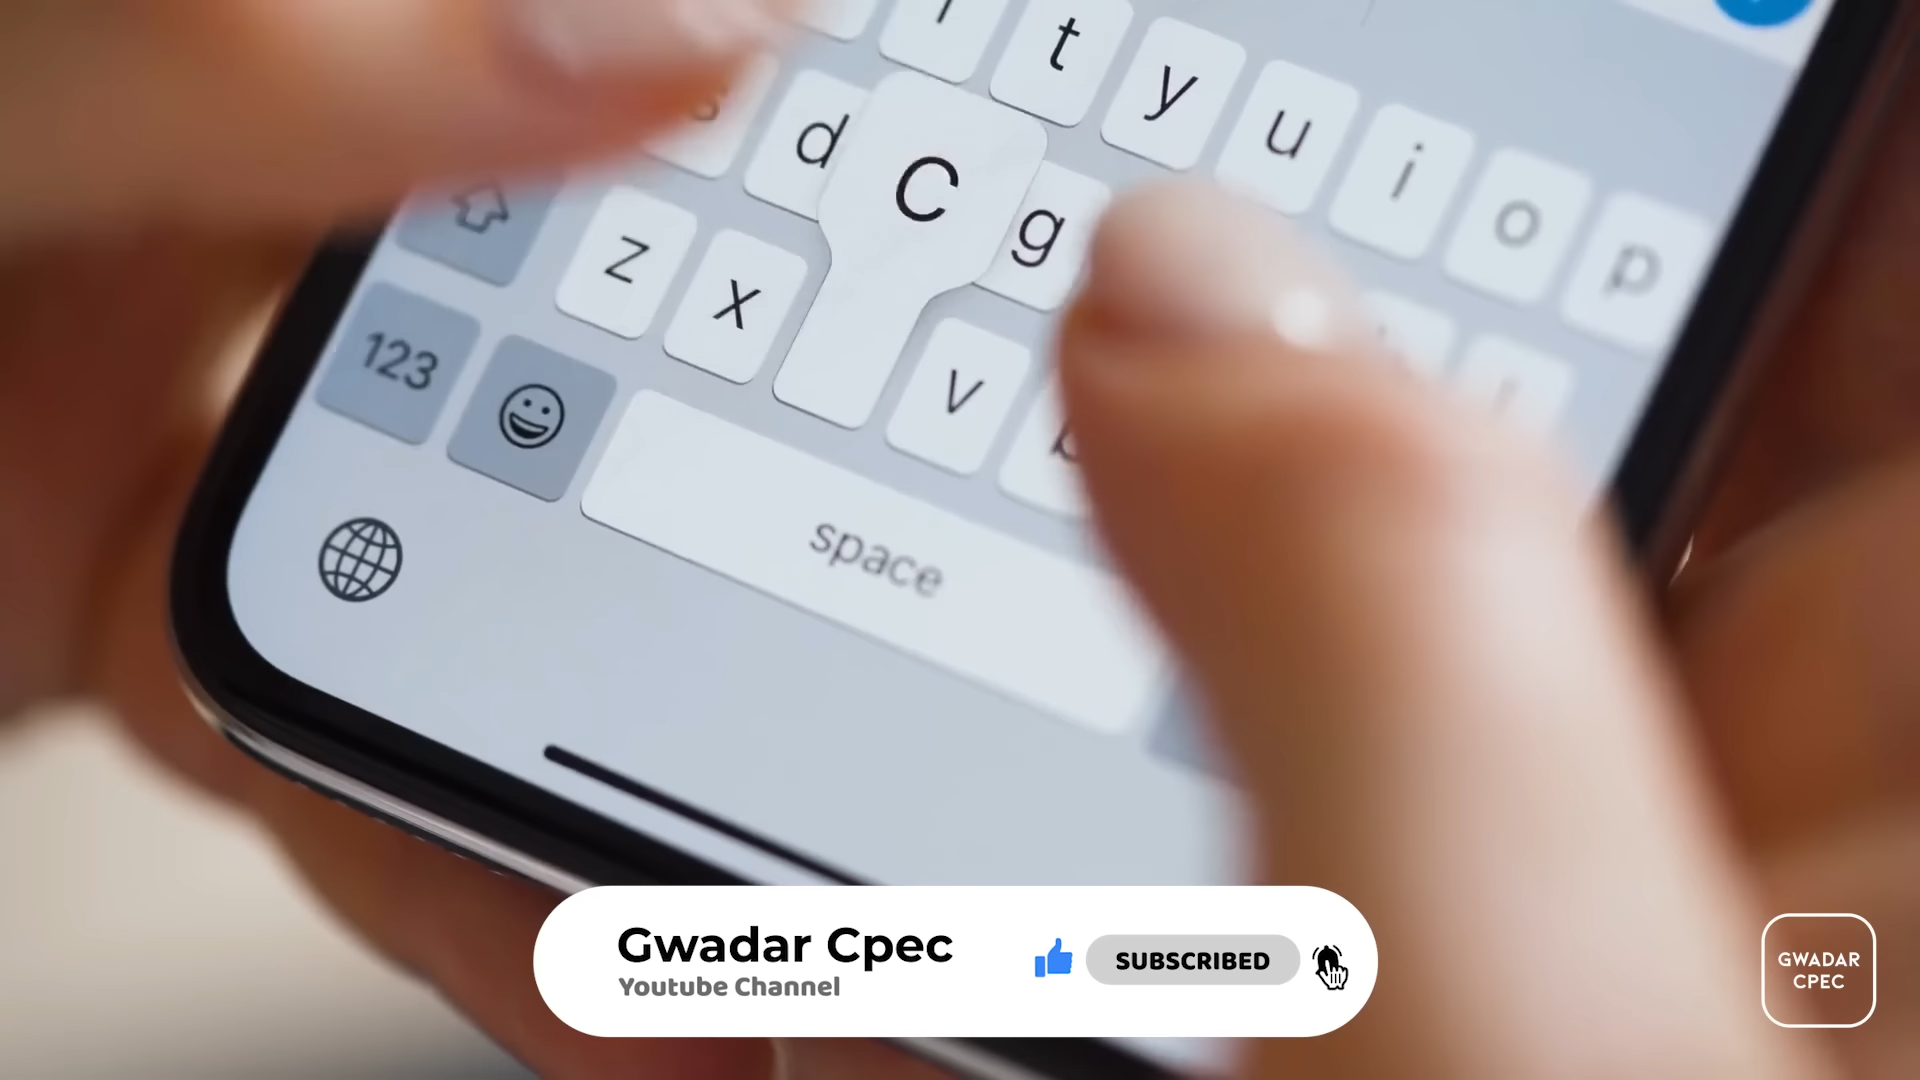 t
y
u
i
o
p
d
C
g
z
x
v
b
123
space
Gwadar Cpec
Youtube Channel
SUBSCRIBED
GWADAR
CPEC